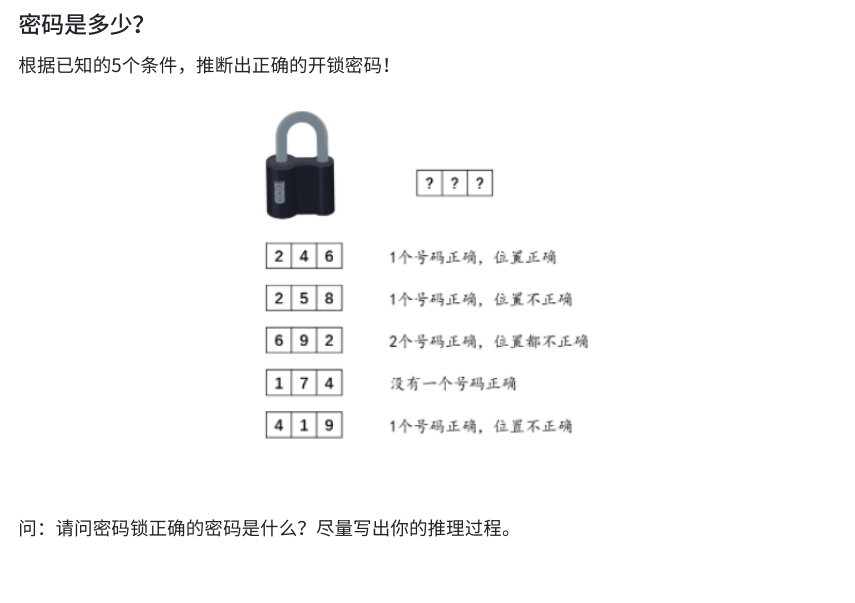 密码是多少？
根据已知的5个条件，推断出正确的开锁密码！
? ? ?
2 4 6 1个号码正确，位置正确
2 5 8 1个号码正确，位置不正确
6 9 2 2个号码正确，位置都不正确
1 7 4 没有一个号码正确
4 1 9 1个号码正确，位置不正确
问：请问密码锁正确的密码是什么？尽量写出你的推理过程。